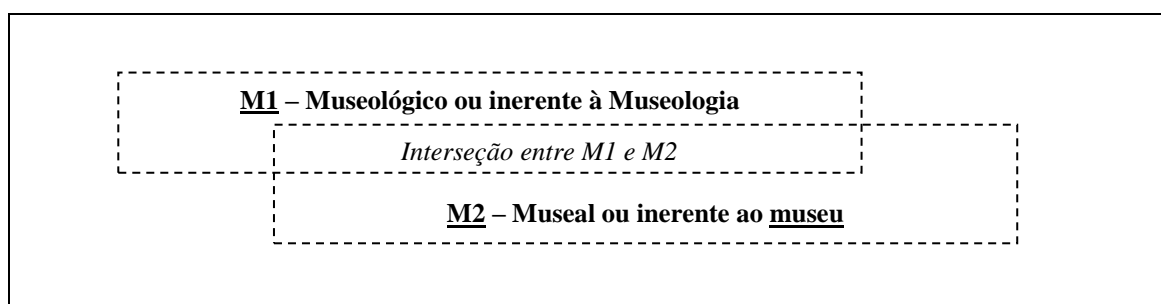 M1 – Museológico ou inerente à Museologia
Interseção entre M1 e M2
M2 – Museal ou inerente ao museu